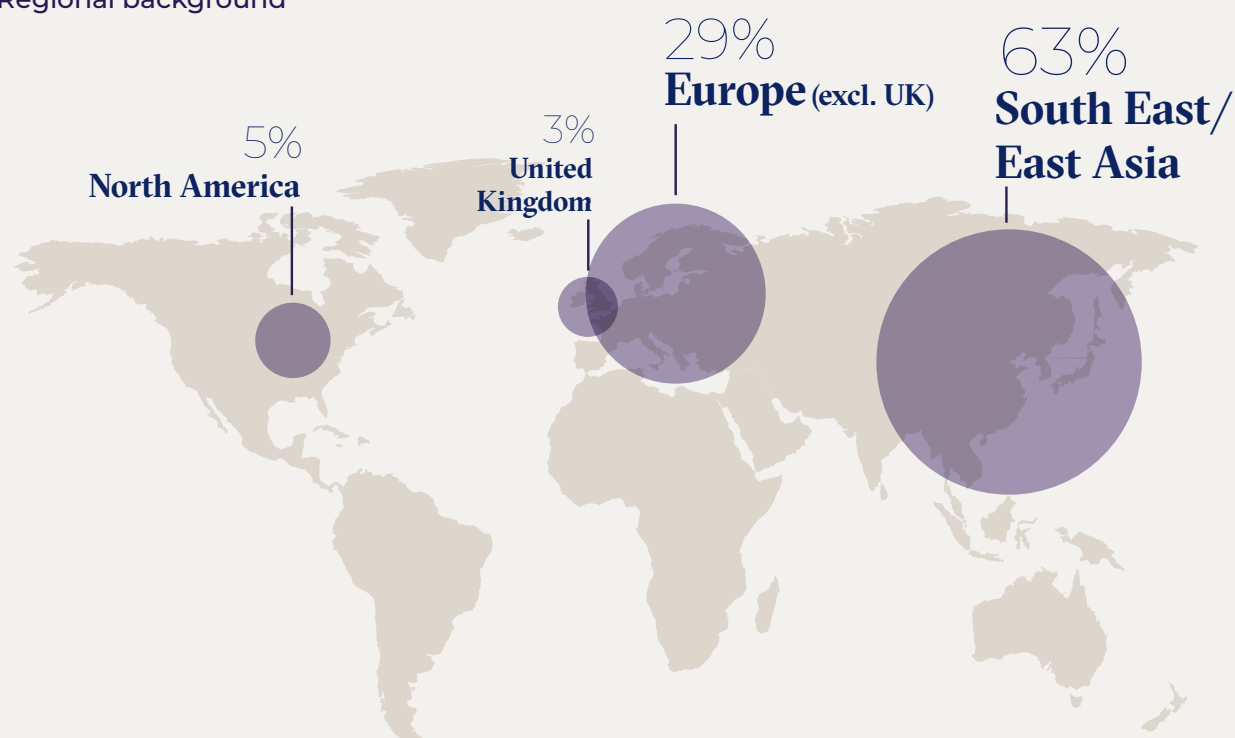 Regional background
29%
Europe (excl. UK)
63%
South East/
East Asia
3%
United
Kingdom
5%
North America